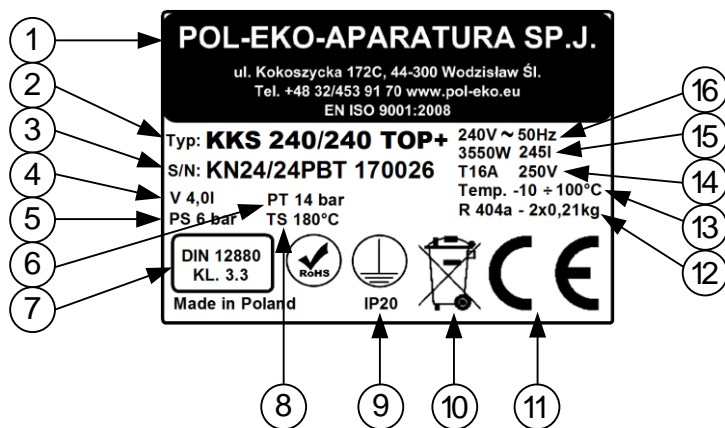 POL-EKO-APARATURA SP.J.
ul. Kokoszycka 172C, 44-300 Wodzisław Śl.
Tel. +48 32/453 91 70 www.pol-eko.eu
EN ISO 9001:2008
Typ: KKS 240/240 TOP+
S/N: KN24/24PBT 170026
V 4,0l
PT 14 bar
PS 6 bar
TS 180°C
240V ~ 50Hz
3550W 245l
T16A 250V
Temp. -10 ÷ 100°C
R 404a - 2x0,21kg
DIN 12880
KL. 3.3
RoHS
IP20
CE
Made in Poland
1
2
3
4
5
6
7
8
9
10
11
12
13
14
15
16